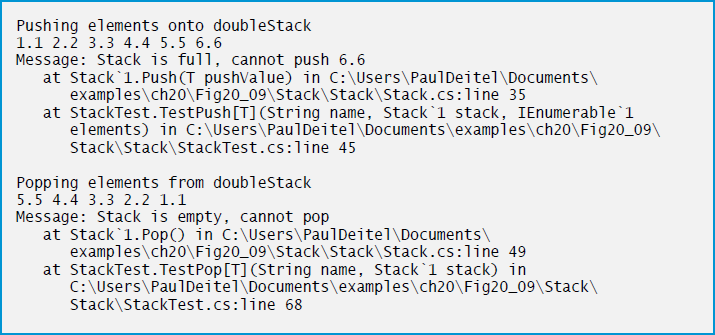 Pushing elements onto doubleStack
1.1 2.2 3.3 4.4 5.5 6.6
Message: Stack is full, cannot push 6.6
at Stack`1.Push(T pushValue) in C:\Users\PaulDeitel\Documents\
examples\ch20\Fig20_09\Stack\Stack\Stack.cs:line 35
at StackTest.TestPush[T](String name, Stack`1 stack, IEnumerable`1
elements) in C:\Users\PaulDeitel\Documents\examples\ch20\Fig20_09\
Stack\Stack\StackTest.cs:line 45
Popping elements from doubleStack
5.5 4.4 3.3 2.2 1.1
Message: Stack is empty, cannot pop
at Stack`1.Pop() in C:\Users\PaulDeitel\Documents\
examples\ch20\Fig20_09\Stack\Stack\Stack.cs:line 49
at StackTest.TestPop[T](String name, Stack`1 stack) in
C:\Users\PaulDeitel\Documents\examples\ch20\Fig20_09\Stack\
Stack\StackTest.cs:line 68